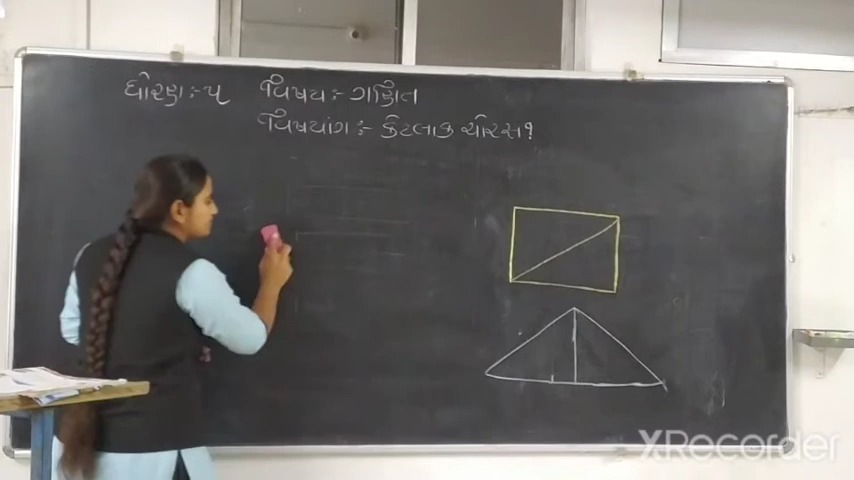 ધોરણ :- ૫ વિષય :- ગણિત
વિષયાંગ :- કેટલાક ચોરસ ?
XRecorder